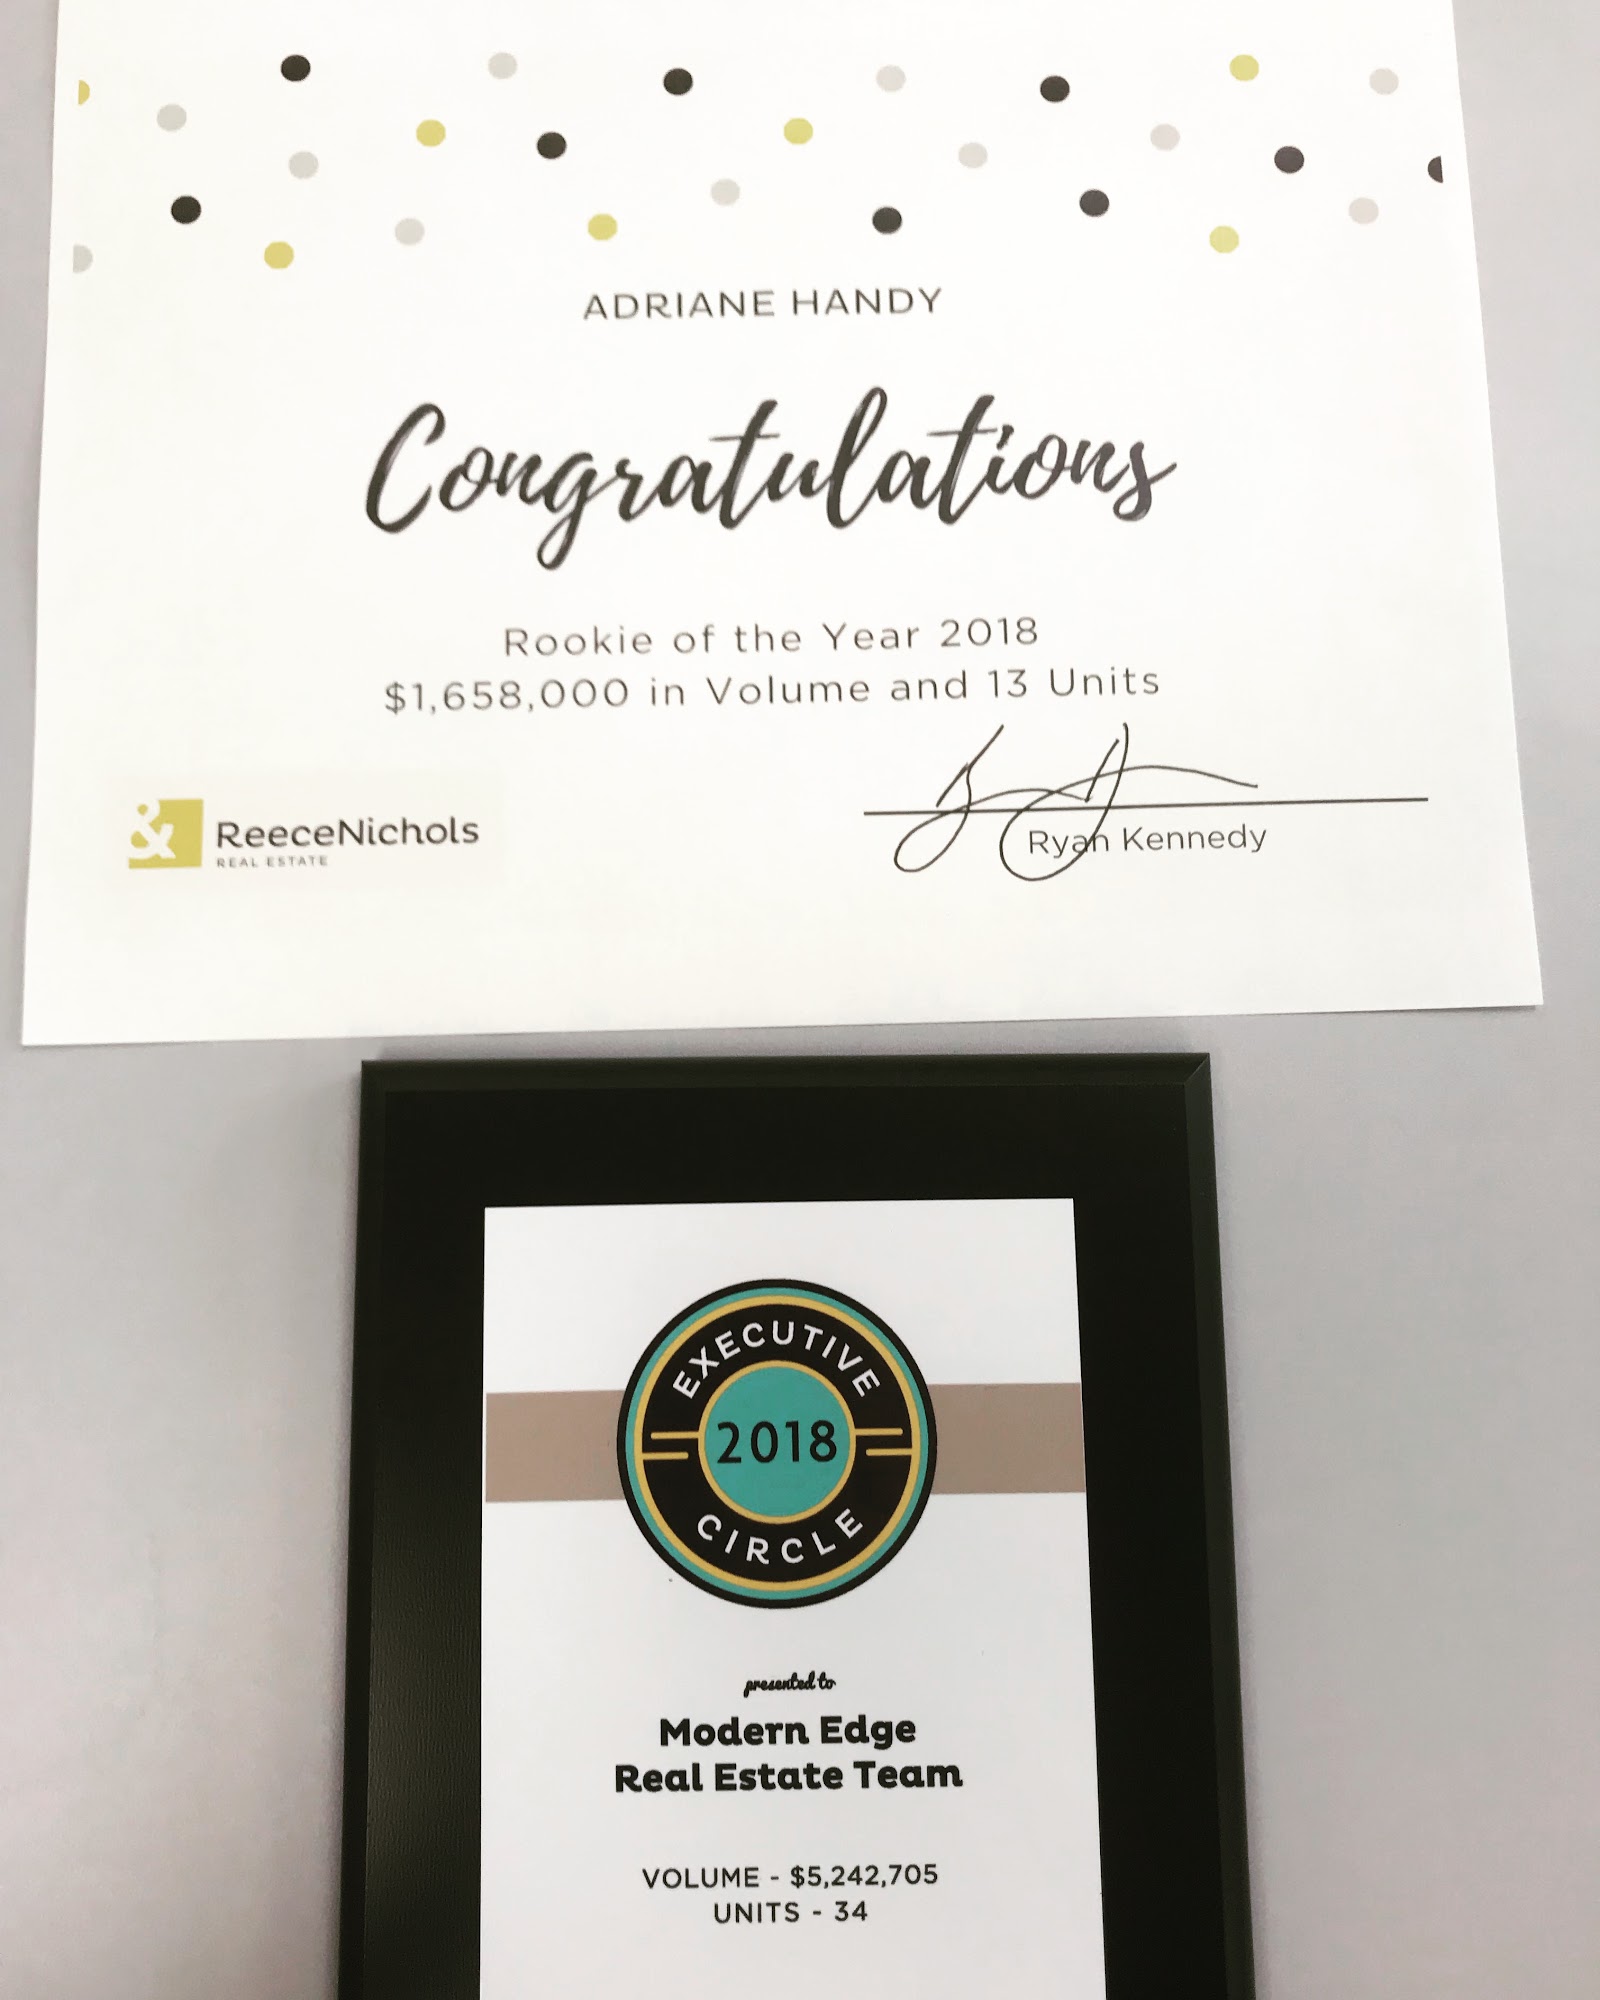 ADRIANE HANDY
Congratulations
Rookie of the Year 2018
$1,658,000 in Volume and 13 Units
& ReeceNichols
REAL ESTATE
Ryan Kennedy
EXECUTIVE
2018
CIRCLE
presented to
Modern Edge
Real Estate Team
VOLUME - $5,242,705
UNITS - 34